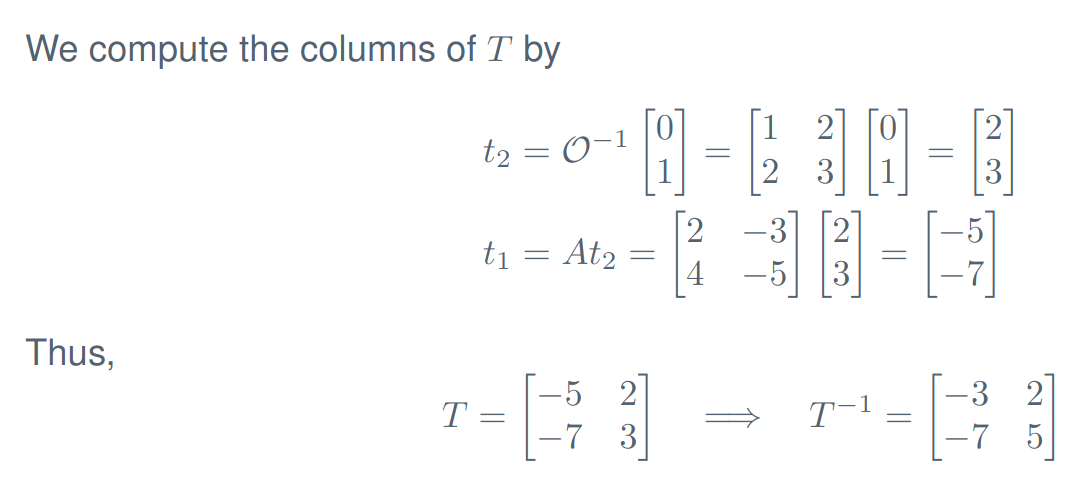 We compute the columns of T by
t₂ = 𝒪⁻¹ [0; 1] = [1 2; 2 3] [0; 1] = [2; 3]
t₁ = At₂ = [2 −3; 4 −5] [2; 3] = [−5; −7]
Thus,
T = [−5 2; −7 3] ⟹ T⁻¹ = [−3 2; −7 5]